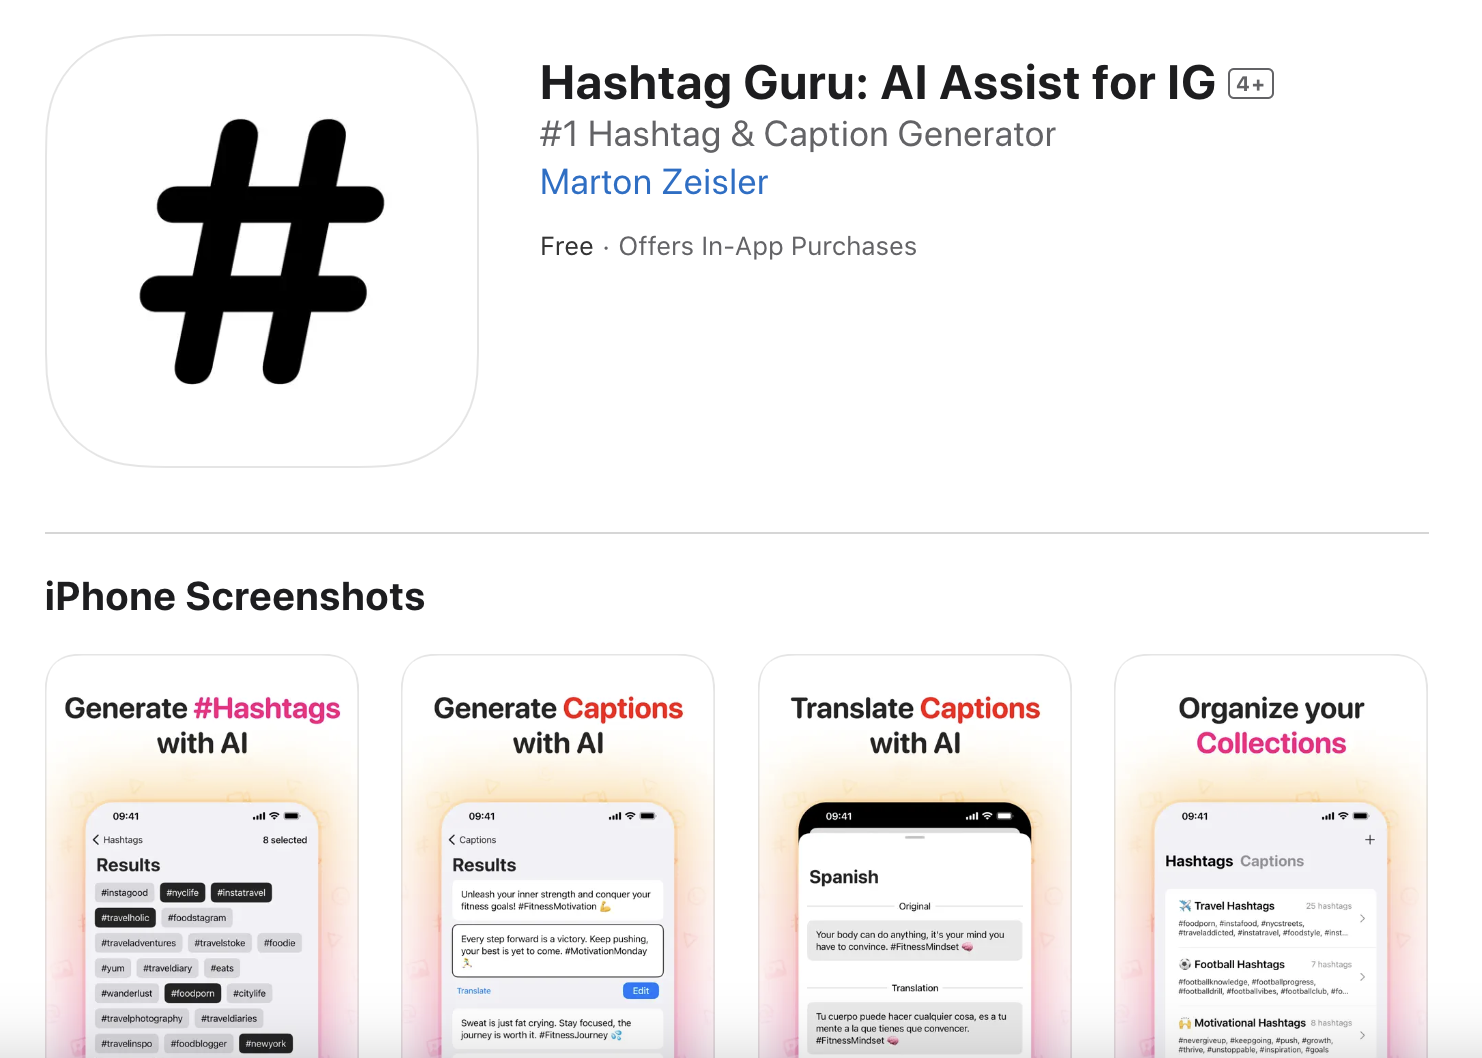 Hashtag Guru: AI Assist for IG 4+
#1 Hashtag & Caption Generator
Marton Zeisler
Free · Offers In-App Purchases
iPhone Screenshots
Generate #Hashtags
with AI
09:41
Hashtags 8 selected
Results
#instagood #nyclife #instatravel
#travelholic #foodstagram
#traveladventures #travelstoke #foodie
#yum #traveldiary #eats
#wanderlust #foodporn #citylife
#travelphotography #traveldiaries
#travelinspo #foodblogger #newyork
Generate Captions
with AI
09:41
Captions
Results
Unleash your inner strength and conquer your
fitness goals! #FitnessMotivation 💪
Every step forward is a victory. Keep pushing,
your best is yet to come. #MotivationMonday
🏃
Translate Edit
Sweat is just fat crying. Stay focused, the
journey is worth it. #FitnessJourney 💦
Translate Captions
with AI
09:41
Spanish
Original
Your body can do anything, it's your mind you
have to convince. #FitnessMindset 🧠
Translation
Tu cuerpo puede hacer cualquier cosa, es a tu
mente a la que tienes que convencer.
#FitnessMindset 🧠
Organize your
Collections
09:41
+
Hashtags Captions
✈️ Travel Hashtags 25 hashtags
#foodporn, #instafood, #nycstreets,
#traveladdicted, #instatravel, #foodstyle, #inst...
⚽ Football Hashtags 7 hashtags
#footballknowledge, #footballprogress,
#footballdrill, #footballvibes, #footballclub, #fo...
🙌 Motivational Hashtags 8 hashtags
#nevergiveup, #keepgoing, #push, #growth,
#thrive, #unstoppable, #inspiration, #goals